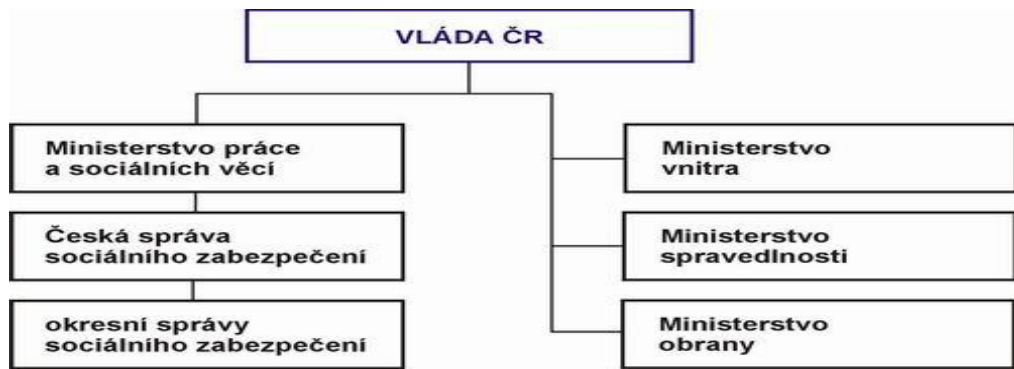 VLÁDA ČR
Ministerstvo práce
a sociálních věcí
Česká správa
sociálního zabezpečení
okresní správy
sociálního zabezpečení
Ministerstvo
vnitra
Ministerstvo
spravedlnosti
Ministerstvo
obrany